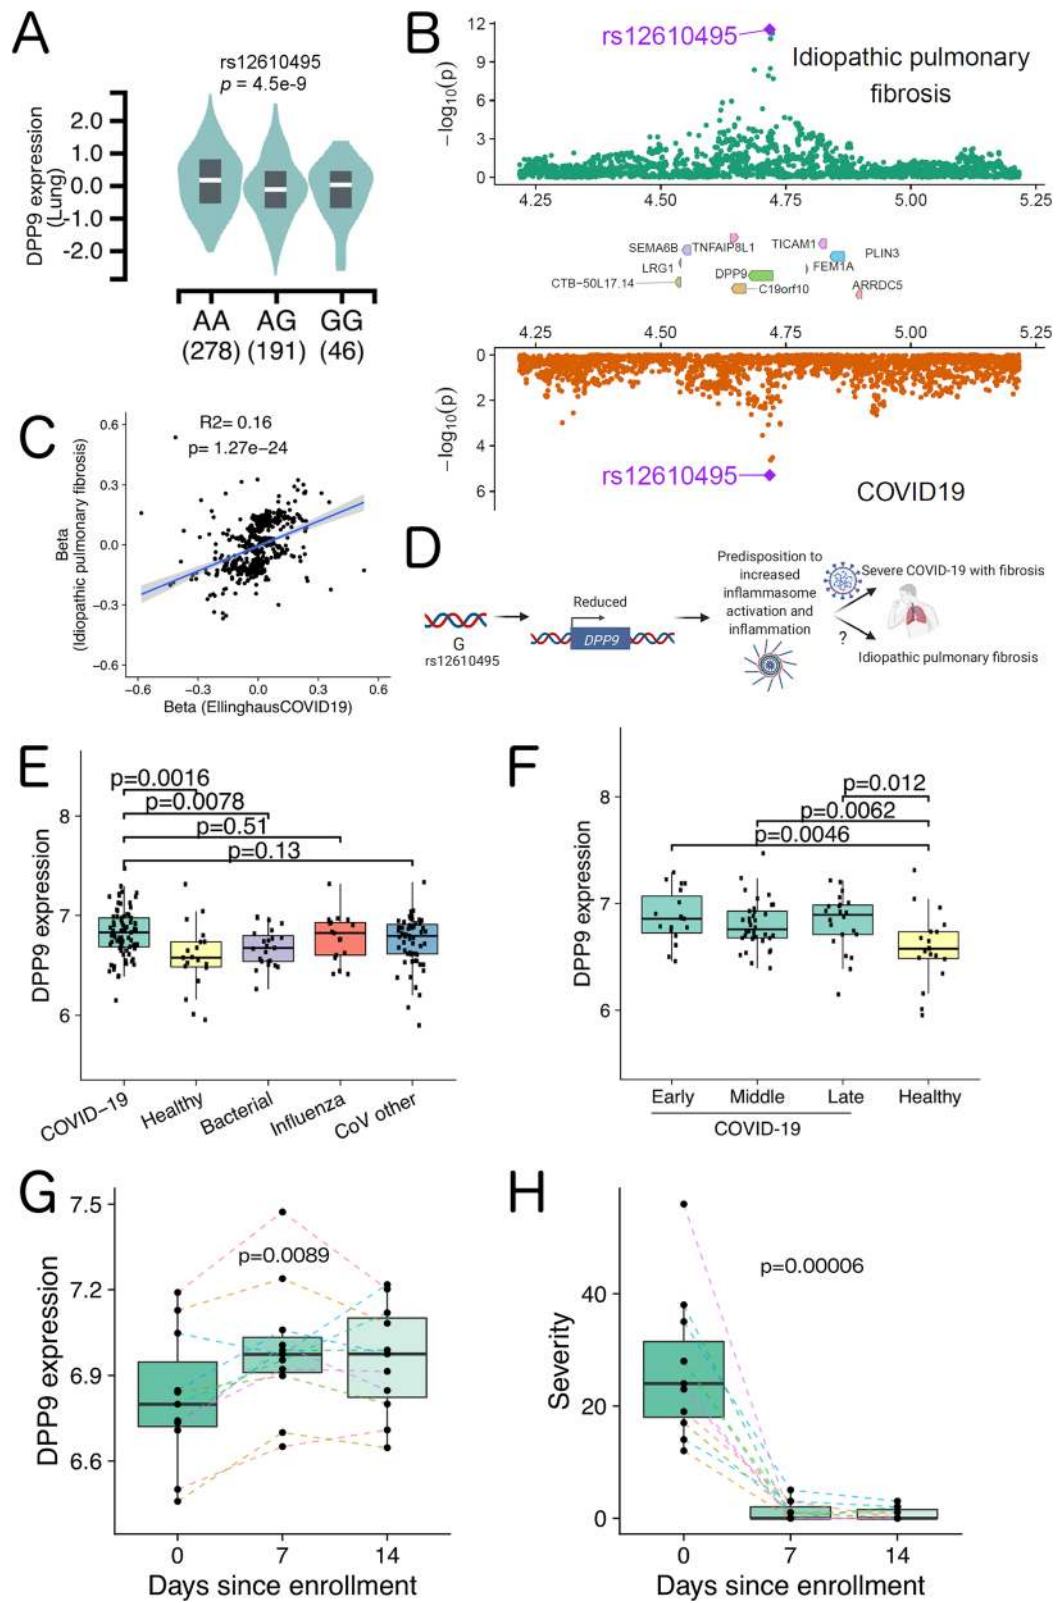 A
rs12610495
p = 4.5e-9
DPP9 expression
(Lung)
2.0
1.0
0.0
-1.0
-2.0
AA AG GG
(278) (191) (46)
B
rs12610495
Idiopathic pulmonary
fibrosis
−log10(p)
12
9
6
3
0
4.25 4.50 4.75 5.00 5.25
SEMA6B TNFAIP8L1 TICAM1 PLIN3
LRG1 DPP9 FEM1A
CTB−50L17.14 C19orf10 ARRDC5
4.25 4.50 4.75 5.00 5.25
−log10(p)
0
2
4
6
rs12610495
COVID19
C
R2= 0.16
p= 1.27e−24
Beta
(Idiopathic pulmonary fibrosis)
0.6
0.3
0.0
−0.3
−0.6
−0.6 −0.3 0.0 0.3 0.6
Beta (EllinghausCOVID19)
D
G
rs12610495
Reduced
DPP9
Predisposition to
increased
inflammasome
activation and
inflammation
Severe COVID-19 with fibrosis
?
Idiopathic pulmonary fibrosis
E
p=0.0016
p=0.0078
p=0.51
p=0.13
DPP9 expression
8
7
6
COVID−19 Healthy Bacterial Influenza CoV other
F
p=0.012
p=0.0062
p=0.0046
DPP9 expression
8
7
6
Early Middle Late Healthy
COVID-19
G
p=0.0089
DPP9 expression
7.5
7.2
6.9
6.6
0 7 14
Days since enrollment
H
p=0.00006
Severity
40
20
0
0 7 14
Days since enrollment